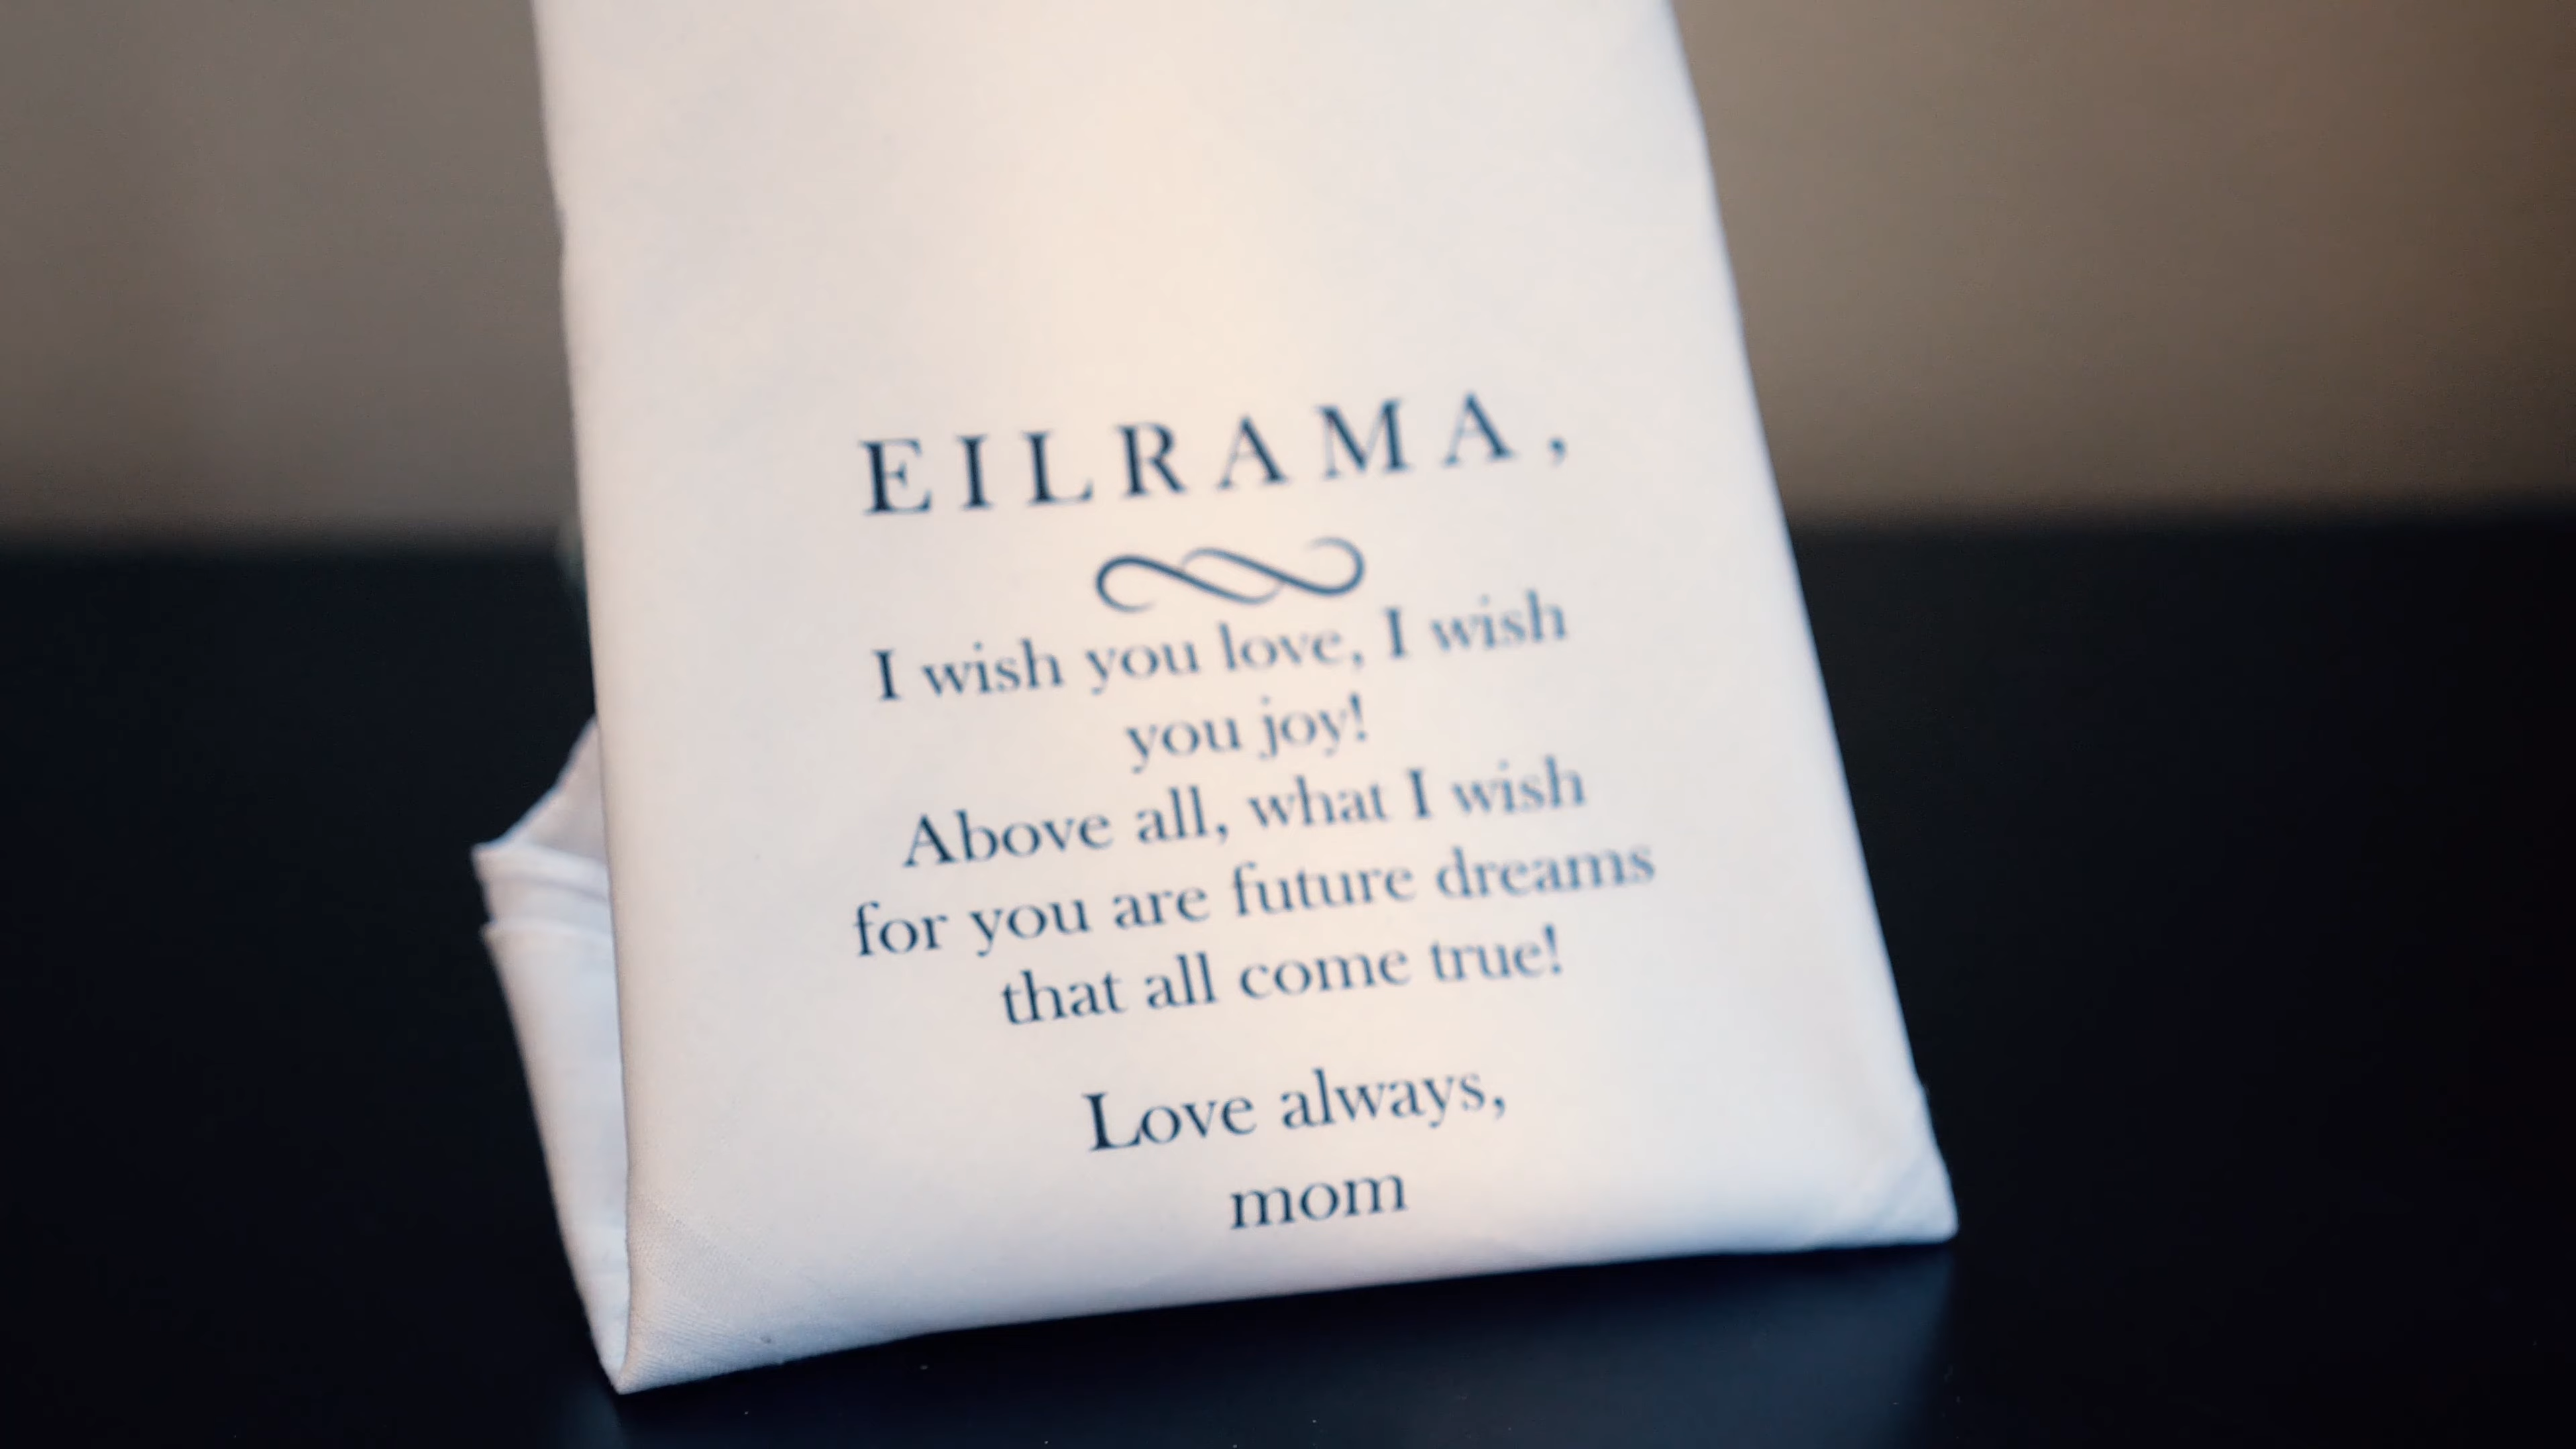 EILRAMA,
I wish you love, I wish
you joy!
Above all, what I wish
for you are future dreams
that all come true!
Love always,
mom